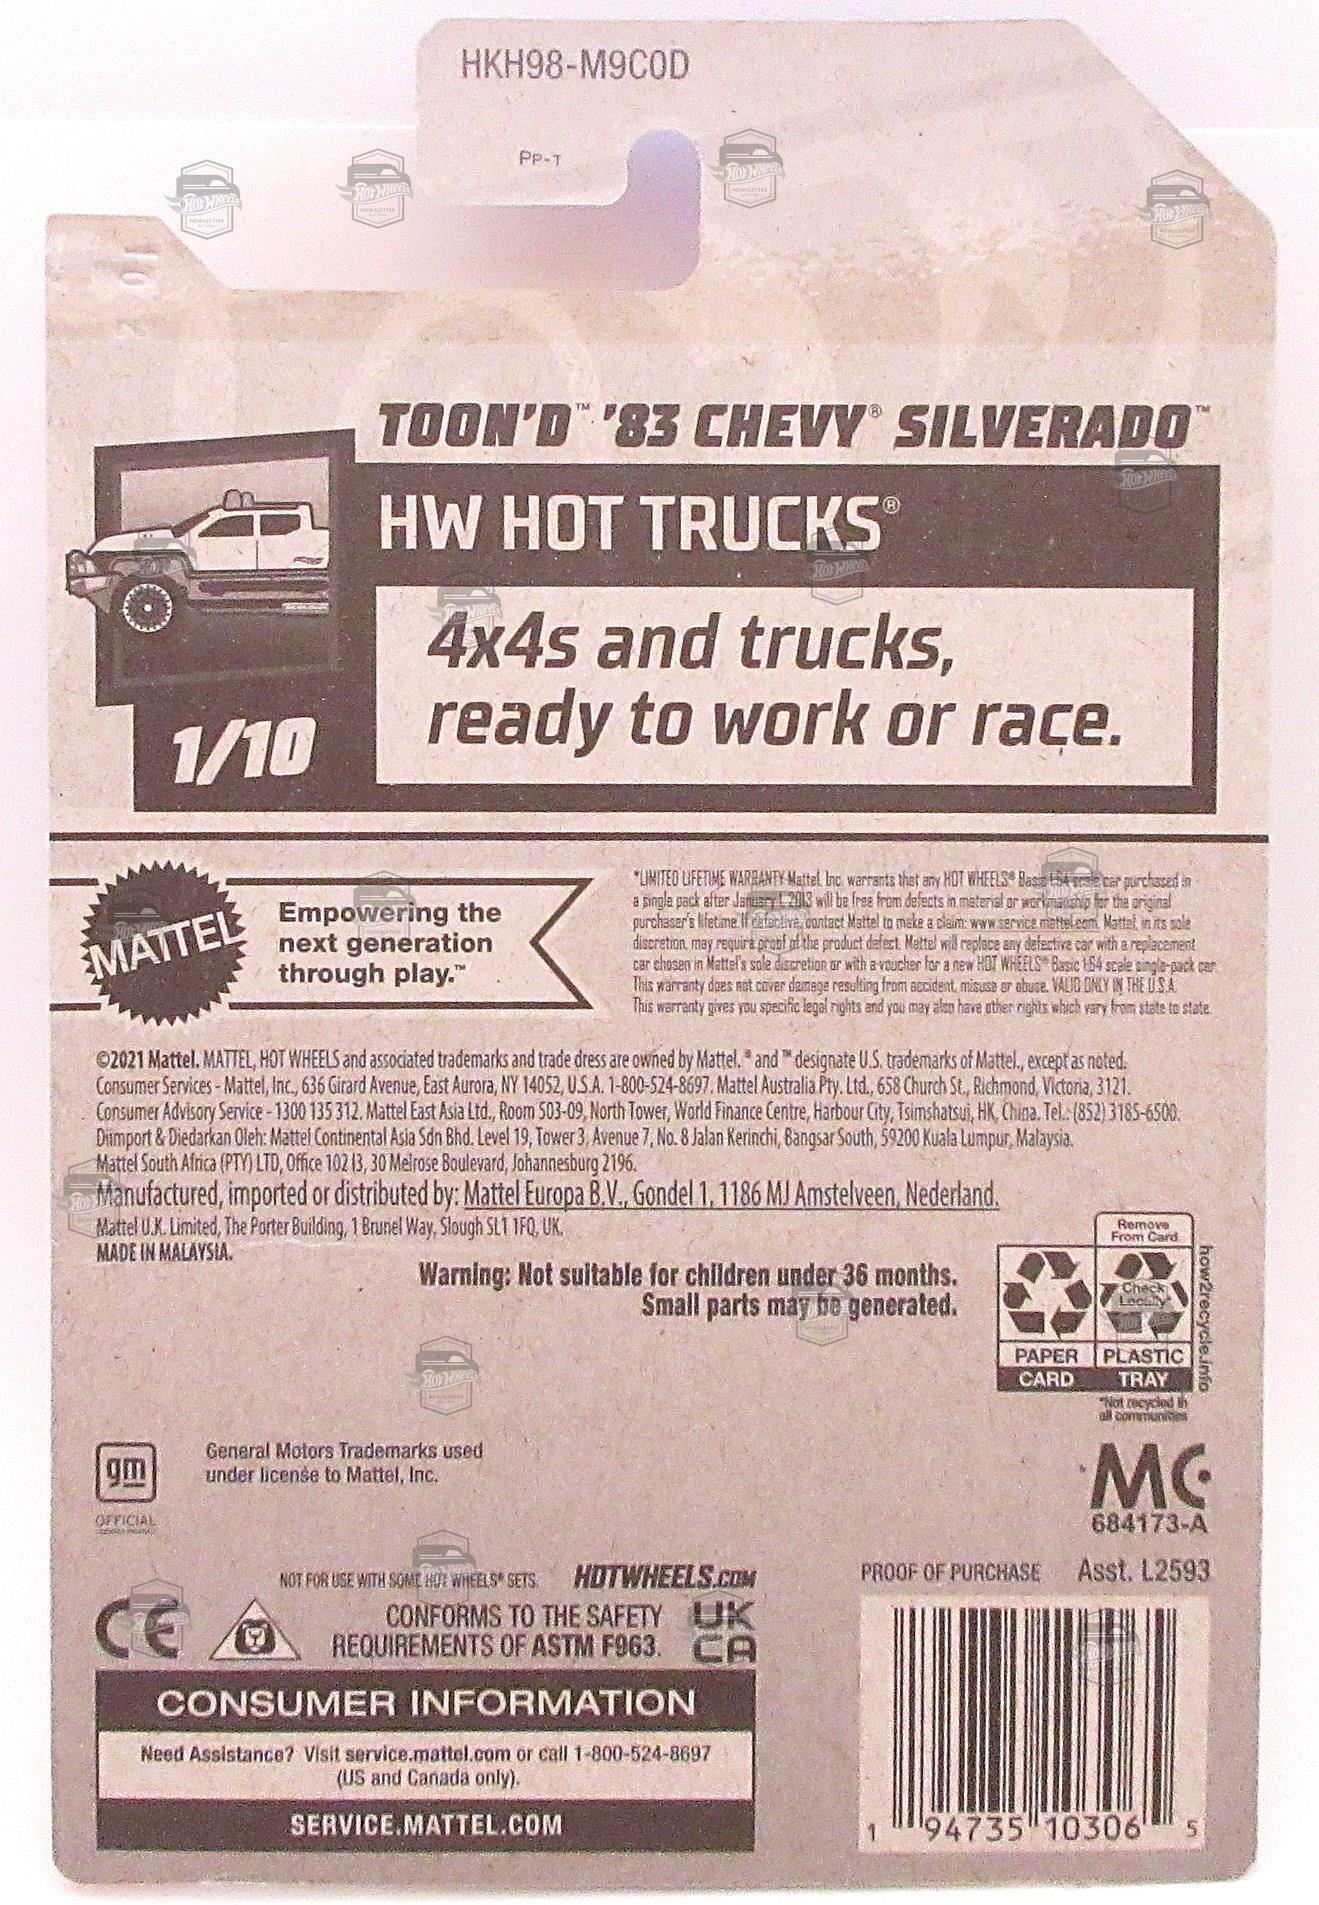 HKH98-M9C0D
PP-T
TOON'D™ '83 CHEVY® SILVERADO™
HW HOT TRUCKS®
4x4s and trucks,
ready to work or race.
1/10
MATTEL
Empowering the
next generation
through play.™
*LIMITED LIFETIME WARRANTY Mattel, Inc. warrants that any HOT WHEELS® Basic 1:64 scale car purchased in
a single pack after January 1, 2013 will be free from defects in material or workmanship for the original
purchaser's lifetime. If defective, contact Mattel to make a claim: www.service.mattel.com. Mattel, in its sole
discretion, may require proof of the product defect. Mattel will replace any defective car with a replacement
car chosen in Mattel's sole discretion or with a voucher for a new HOT WHEELS® Basic 1:64 scale single-pack car.
This warranty does not cover damage resulting from accident, misuse or abuse. VALID ONLY IN THE U.S.A.
This warranty gives you specific legal rights and you may also have other rights which vary from state to state.
©2021 Mattel. MATTEL, HOT WHEELS and associated trademarks and trade dress are owned by Mattel. ® and ™ designate U.S. trademarks of Mattel., except as noted.
Consumer Services - Mattel, Inc., 636 Girard Avenue, East Aurora, NY 14052, U.S.A. 1-800-524-8697. Mattel Australia Pty. Ltd., 658 Church St., Richmond, Victoria, 3121.
Consumer Advisory Service - 1300 135 312. Mattel East Asia Ltd., Room 503-09, North Tower, World Finance Centre, Harbour City, Tsimshatsui, HK, China. Tel.: (852) 3185-6500.
Diimport & Diedarkan Oleh: Mattel Continental Asia Sdn Bhd. Level 19, Tower 3, Avenue 7, No. 8 Jalan Kerinchi, Bangsar South, 59200 Kuala Lumpur, Malaysia.
Mattel South Africa (PTY) LTD, Office 102 I3, 30 Melrose Boulevard, Johannesburg 2196.
Manufactured, imported or distributed by: Mattel Europa B.V., Gondel 1, 1186 MJ Amstelveen, Nederland.
Mattel U.K. Limited, The Porter Building, 1 Brunel Way, Slough SL1 1FQ, UK.
MADE IN MALAYSIA.
Warning: Not suitable for children under 36 months.
Small parts may be generated.
Remove
From Card
Check
Locally*
PAPER
CARD
PLASTIC
TRAY
how2recycle.info
*Not recycled in
all communities
gm
OFFICIAL
General Motors Trademarks used
under license to Mattel, Inc.
MC
684173-A
PROOF OF PURCHASE Asst. L2593
NOT FOR USE WITH SOME HOT WHEELS® SETS.
HOTWHEELS.COM
CE
CONFORMS TO THE SAFETY
REQUIREMENTS OF ASTM F963.
UK
CA
CONSUMER INFORMATION
Need Assistance? Visit service.mattel.com or call 1-800-524-8697
(US and Canada only).
SERVICE.MATTEL.COM
1 94735 10306 5